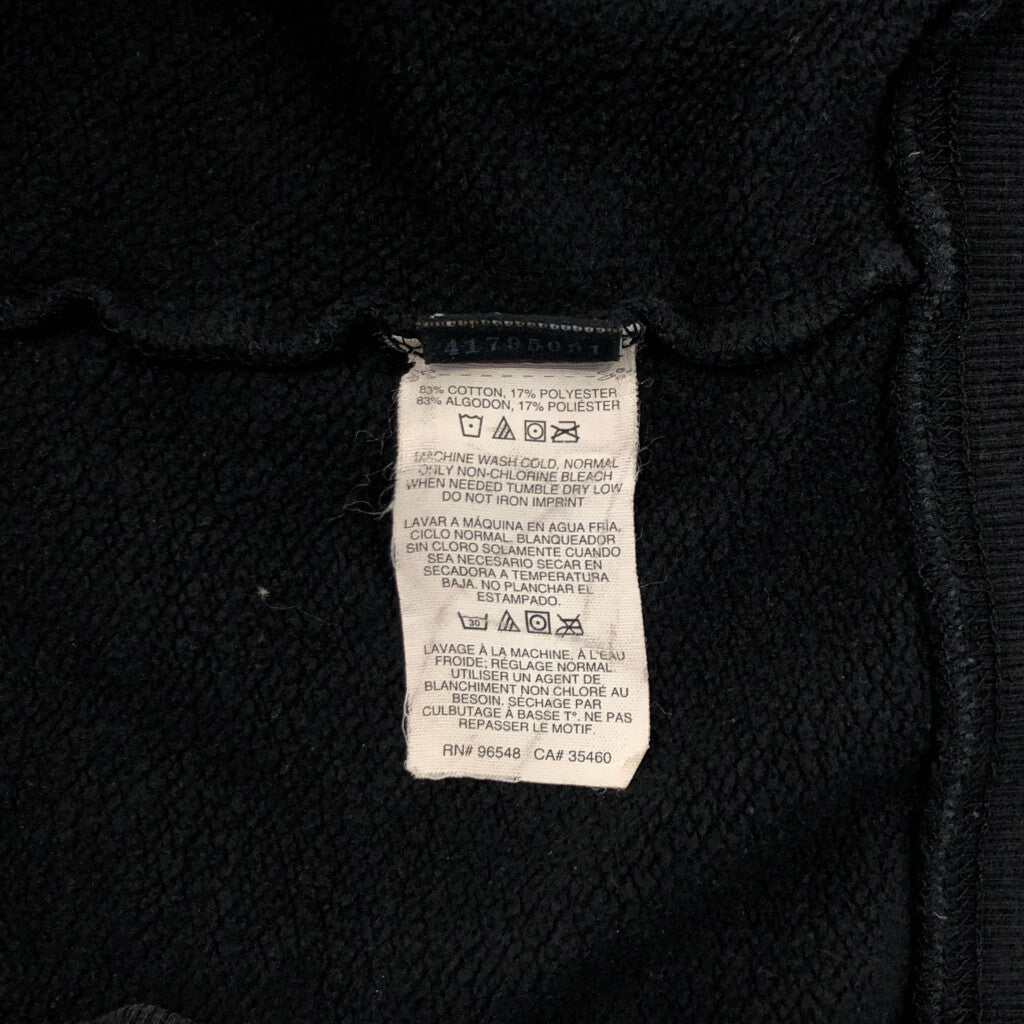 41795081
83% COTTON, 17% POLYESTER
83% ALGODON, 17% POLIÉSTER
MACHINE WASH COLD, NORMAL
ONLY NON-CHLORINE BLEACH
WHEN NEEDED TUMBLE DRY LOW
DO NOT IRON IMPRINT
LAVAR A MÁQUINA EN AGUA FRÍA,
CICLO NORMAL. BLANQUEADOR
SIN CLORO SOLAMENTE CUANDO
SEA NECESARIO SECAR EN
SECADORA A TEMPERATURA
BAJA. NO PLANCHAR EL
ESTAMPADO.
30
LAVAGE À LA MACHINE, À L'EAU
FROIDE; RÉGLAGE NORMAL.
UTILISER UN AGENT DE
BLANCHIMENT NON CHLORÉ AU
BESOIN. SÉCHAGE PAR
CULBUTAGE À BASSE T°. NE PAS
REPASSER LE MOTIF.
RN# 96548 CA# 35460